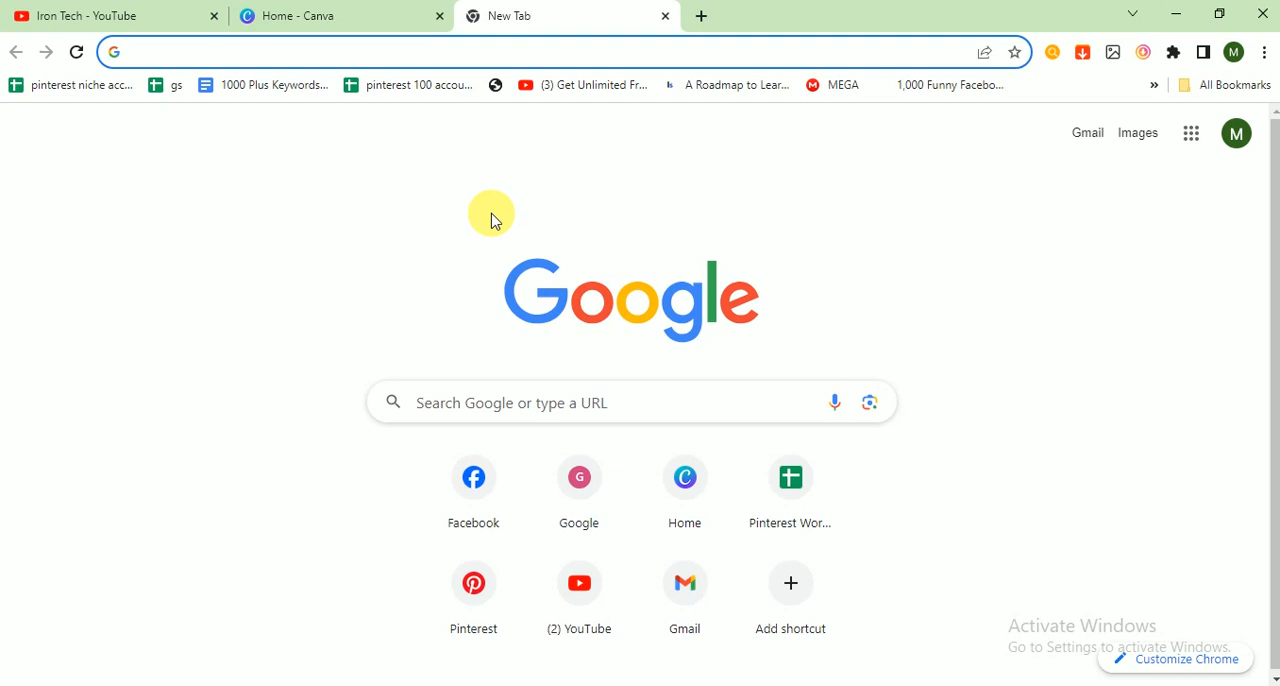 Iron Tech - YouTube
Home - Canva
New Tab
pinterest niche acc...
gs
1000 Plus Keywords...
pinterest 100 accou...
(3) Get Unlimited Fr...
A Roadmap to Lear...
MEGA
1,000 Funny Facebo...
All Bookmarks
M
Gmail
Images
M
Google
Search Google or type a URL
Facebook
G
Google
Home
Pinterest Wor...
Pinterest
(2) YouTube
Gmail
Add shortcut
Activate Windows
Go to Settings to activate Windows.
Customize Chrome